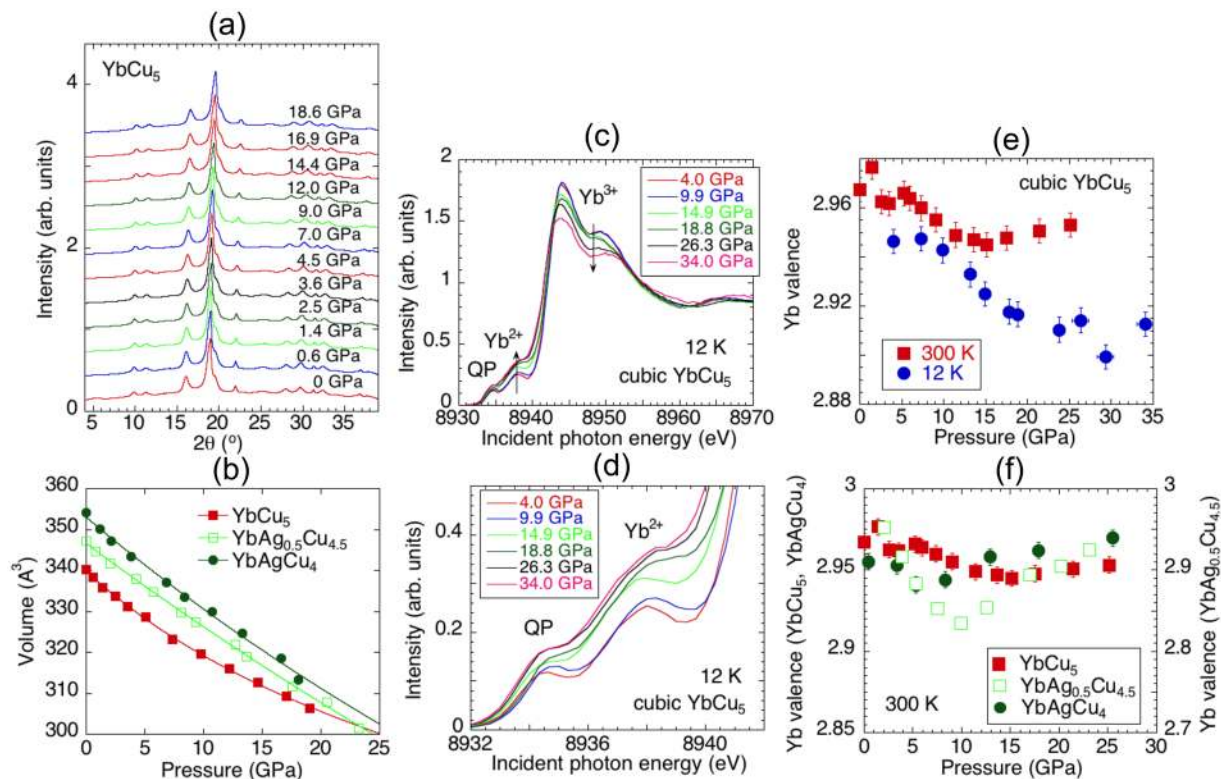 (a)
YbCu5
18.6 GPa
16.9 GPa
14.4 GPa
12.0 GPa
9.0 GPa
7.0 GPa
4.5 GPa
3.6 GPa
2.5 GPa
1.4 GPa
0.6 GPa
0 GPa
Intensity (arb. units)
0
2
4
5 10 15 20 25 30 35
2θ (º)
(b)
YbCu5
YbAg0.5Cu4.5
YbAgCu4
Volume (Å3)
360
350
340
330
320
310
300
0 5 10 15 20 25
Pressure (GPa)
(c)
4.0 GPa
9.9 GPa
14.9 GPa
18.8 GPa
26.3 GPa
34.0 GPa
Yb3+
Yb2+
QP
12 K
cubic YbCu5
Intensity (arb. units)
2
1.5
1
0.5
0
8930 8940 8950 8960 8970
Incident photon energy (eV)
(d)
4.0 GPa
9.9 GPa
14.9 GPa
18.8 GPa
26.3 GPa
34.0 GPa
Yb2+
QP
12 K
cubic YbCu5
Intensity (arb. units)
0.4
0.2
0
8932 8936 8940
Incident photon energy (eV)
(e)
cubic YbCu5
300 K
12 K
Yb valence
2.96
2.92
2.88
0 5 10 15 20 25 30 35
Pressure (GPa)
(f)
YbCu5
YbAg0.5Cu4.5
YbAgCu4
300 K
Yb valence (YbCu5, YbAgCu4)
3
2.95
2.9
2.85
Yb valence (YbAg0.5Cu4.5)
3
2.9
2.8
2.7
0 5 10 15 20 25 30
Pressure (GPa)